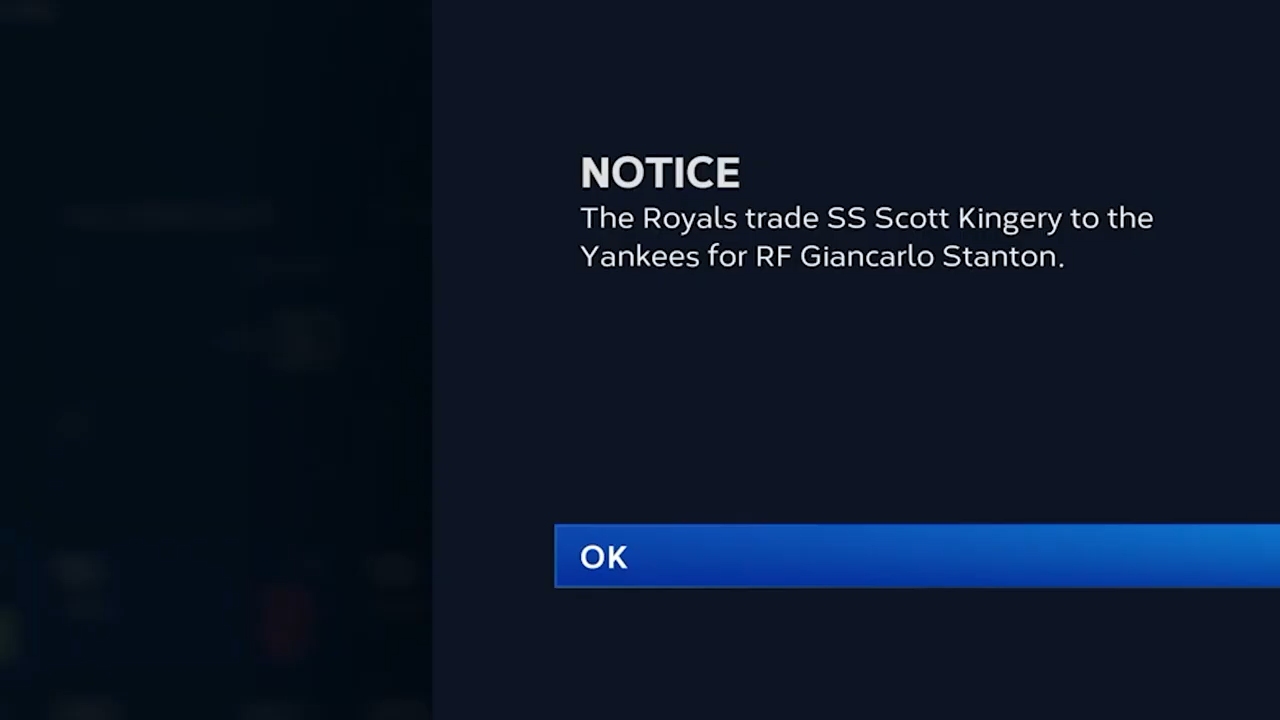 NOTICE
The Royals trade SS Scott Kingery to the
Yankees for RF Giancarlo Stanton.
OK